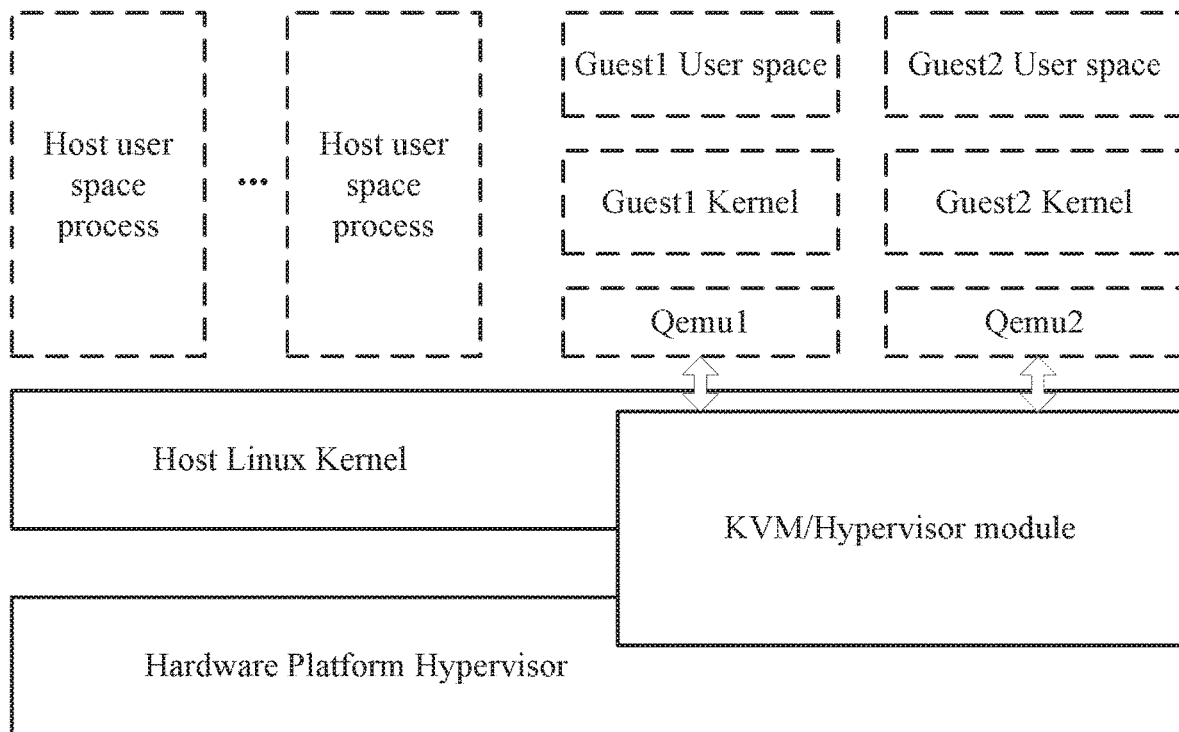 Host user
space
process
...
Host user
space
process
Guest1 User space
Guest2 User space
Guest1 Kernel
Guest2 Kernel
Qemu1
Qemu2
Host Linux Kernel
KVM/Hypervisor module
Hardware Platform Hypervisor